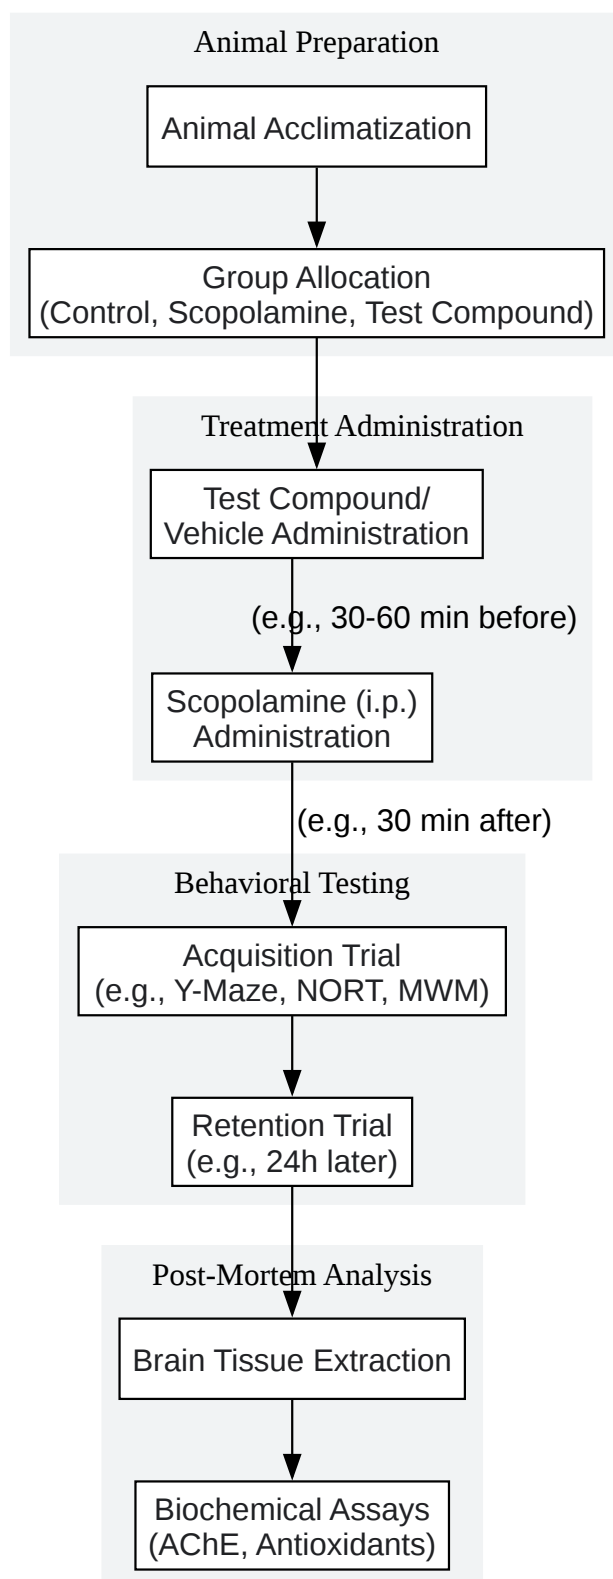 Animal Preparation
Animal Acclimatization
Group Allocation
(Control, Scopolamine, Test Compound)
Treatment Administration
Test Compound/
Vehicle Administration
(e.g., 30-60 min before)
Scopolamine (i.p.)
Administration
(e.g., 30 min after)
Behavioral Testing
Acquisition Trial
(e.g., Y-Maze, NORT, MWM)
Retention Trial
(e.g., 24h later)
Post-Mortem Analysis
Brain Tissue Extraction
Biochemical Assays
(AChE, Antioxidants)